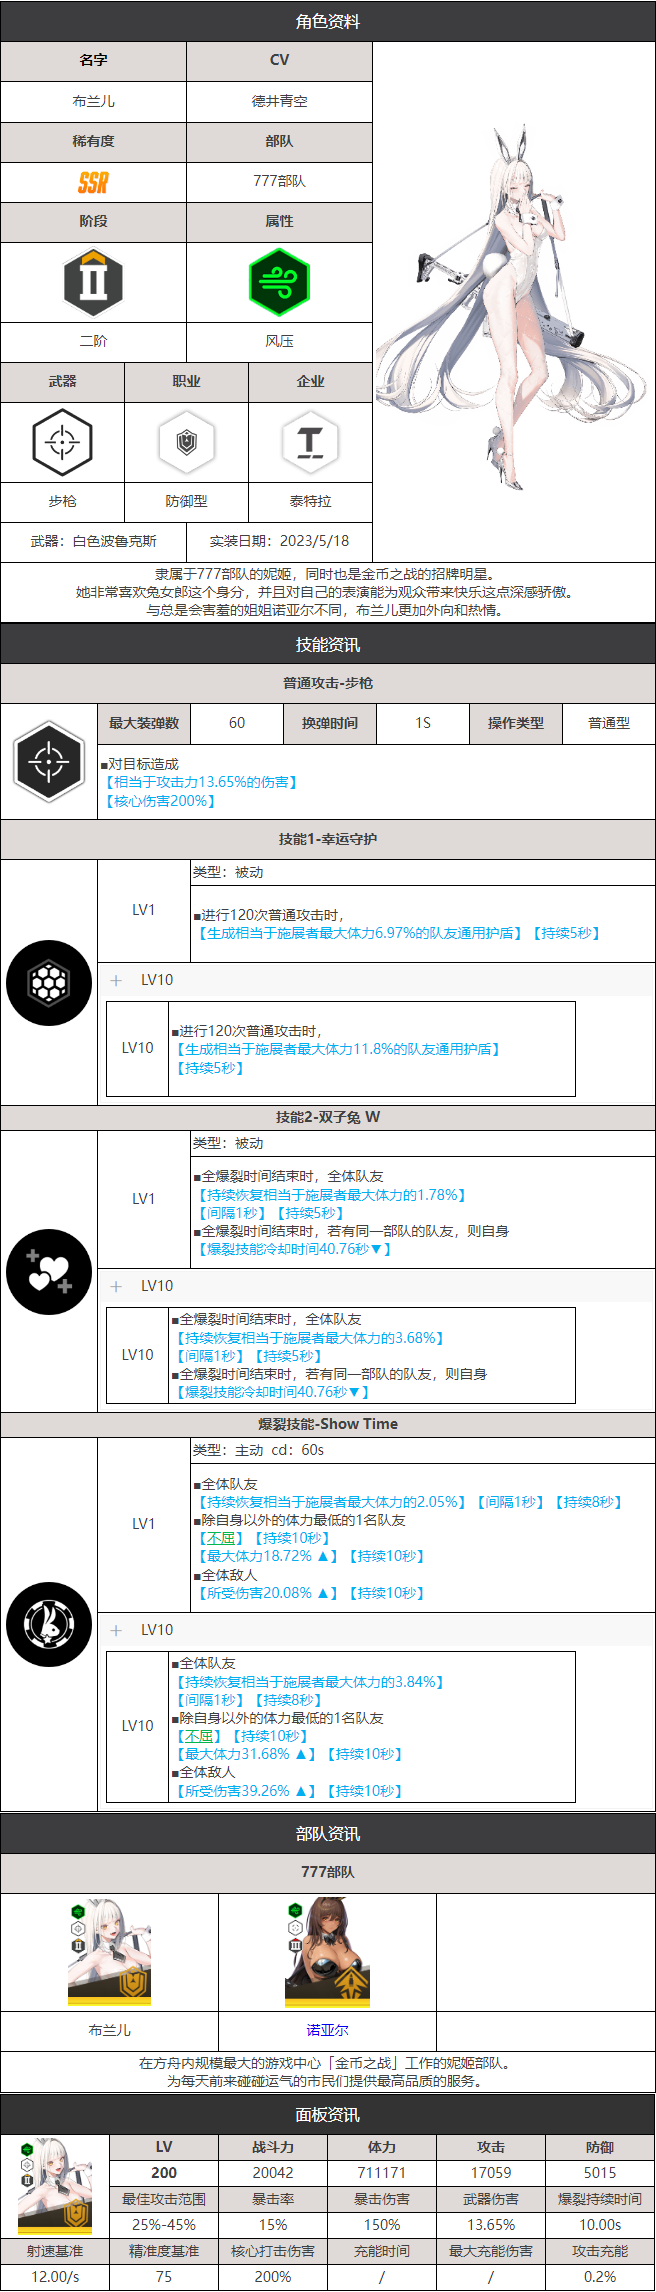 角色资料
名字
CV
布兰儿
德井青空
稀有度
部队
SSR
777部队
阶段
属性
二阶
风压
武器
职业
企业
步枪
防御型
泰特拉
武器：白色波鲁克斯
实装日期：2023/5/18
隶属于777部队的妮姬，同时也是金币之战的招牌明星。
她非常喜欢兔女郎这个身分，并且对自己的表演能为观众带来快乐这点深感骄傲。
与总是会害羞的姐姐诺亚尔不同，布兰儿更加外向和热情。
技能资讯
普通攻击-步枪
最大装弹数
60
换弹时间
1S
操作类型
普通型
■对目标造成
【相当于攻击力13.65%的伤害】
【核心伤害200%】
技能1-幸运守护
LV1
类型：被动
■进行120次普通攻击时，
【生成相当于施展者最大体力6.97%的队友通用护盾】【持续5秒】
＋ LV10
LV10
■进行120次普通攻击时，
【生成相当于施展者最大体力11.8%的队友通用护盾】
【持续5秒】
技能2-双子兔 W
LV1
类型：被动
■全爆裂时间结束时，全体队友
【持续恢复相当于施展者最大体力的1.78%】
【间隔1秒】【持续5秒】
■全爆裂时间结束时，若有同一部队的队友，则自身
【爆裂技能冷却时间40.76秒▼】
＋ LV10
LV10
■全爆裂时间结束时，全体队友
【持续恢复相当于施展者最大体力的3.68%】
【间隔1秒】【持续5秒】
■全爆裂时间结束时，若有同一部队的队友，则自身
【爆裂技能冷却时间40.76秒▼】
爆裂技能-Show Time
LV1
类型：主动 cd：60s
■全体队友
【持续恢复相当于施展者最大体力的2.05%】【间隔1秒】【持续8秒】
■除自身以外的体力最低的1名队友
【不屈】【持续10秒】
【最大体力18.72% ▲】【持续10秒】
■全体敌人
【所受伤害20.08% ▲】【持续10秒】
＋ LV10
LV10
■全体队友
【持续恢复相当于施展者最大体力的3.84%】
【间隔1秒】【持续8秒】
■除自身以外的体力最低的1名队友
【不屈】【持续10秒】
【最大体力31.68% ▲】【持续10秒】
■全体敌人
【所受伤害39.26% ▲】【持续10秒】
部队资讯
777部队
布兰儿
诺亚尔
在方舟内规模最大的游戏中心「金币之战」工作的妮姬部队。
为每天前来碰碰运气的市民们提供最高品质的服务。
面板资讯
LV
战斗力
体力
攻击
防御
200
20042
711171
17059
5015
最佳攻击范围
暴击率
暴击伤害
武器伤害
爆裂持续时间
25%-45%
15%
150%
13.65%
10.00s
射速基准
精准度基准
核心打击伤害
充能时间
最大充能伤害
攻击充能
12.00/s
75
200%
/
/
0.2%